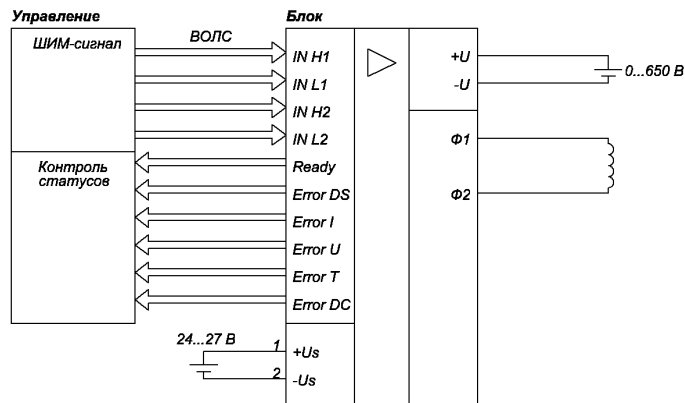 Управление
Блок
ШИМ-сигнал
ВОЛС
IN H1
IN L1
IN H2
IN L2
Контроль
статусов
Ready
Error DS
Error I
Error U
Error T
Error DC
24...27 В
1
+Us
2
-Us
+U
-U
0...650 В
Ф1
Ф2